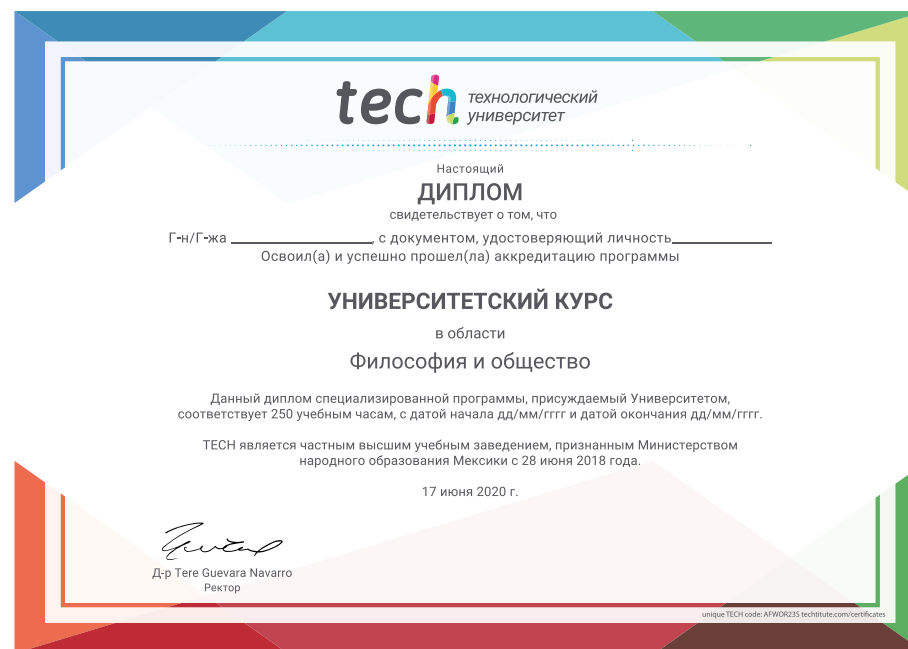 tech технологический
университет
Настоящий
ДИПЛОМ
свидетельствует о том, что
Г-н/Г-жа ____________________, с документом, удостоверяющий личность______________
Освоил(а) и успешно прошел(ла) аккредитацию программы
УНИВЕРСИТЕТСКИЙ КУРС
в области
Философия и общество
Данный диплом специализированной программы, присуждаемый Университетом,
соответствует 250 учебным часам, с датой начала дд/мм/гггг и датой окончания дд/мм/гггг.
TECH является частным высшим учебным заведением, признанным Министерством
народного образования Мексики с 28 июня 2018 года.
17 июня 2020 г.
Д-р Tere Guevara Navarro
Ректор
unique TECH code: AFWOR23S techtitute.com/certificates